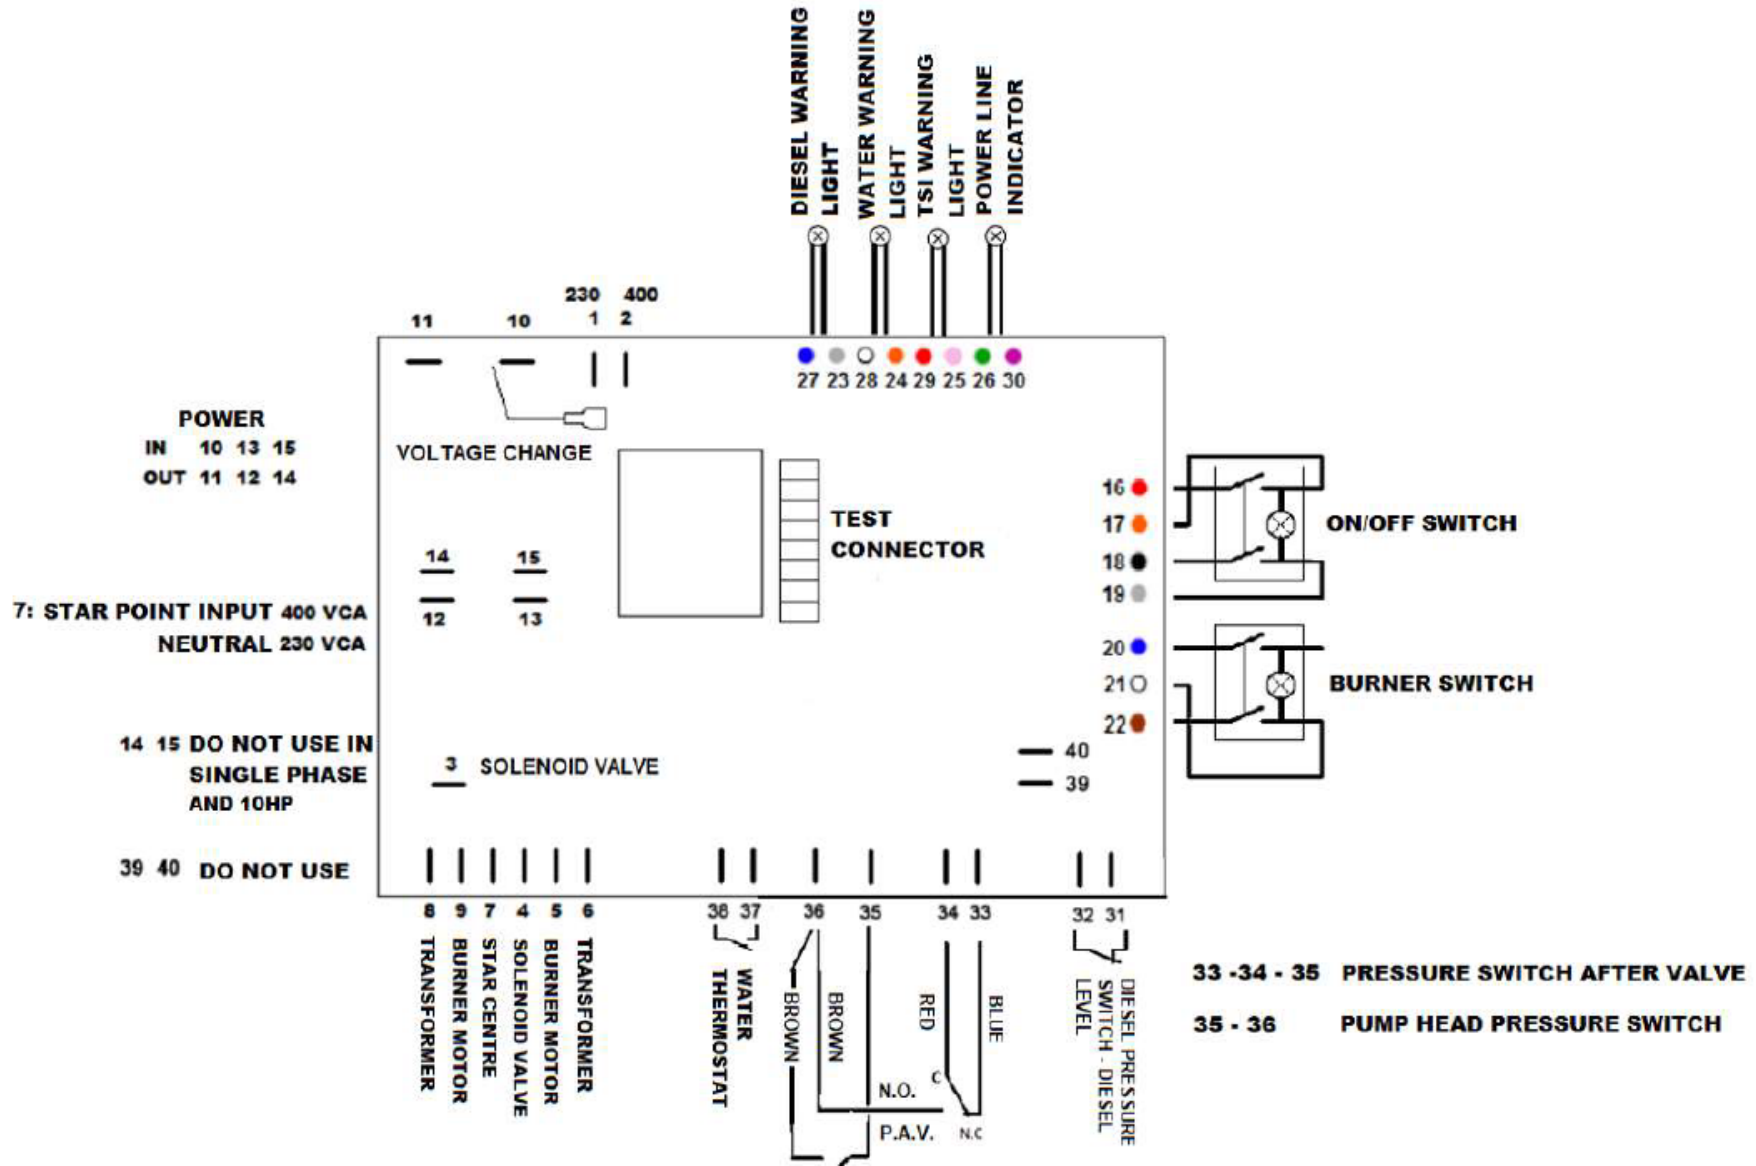 DIESEL WARNING
LIGHT
WATER WARNING
LIGHT
TSI WARNING
LIGHT
POWER LINE
INDICATOR
230 400
11 10 1 2
27 23 28 24 29 25 26 30
POWER
IN 10 13 15
OUT 11 12 14
VOLTAGE CHANGE
TEST
CONNECTOR
16
17
18
19
ON/OFF SWITCH
14 15
12 13
7: STAR POINT INPUT 400 VCA
NEUTRAL 230 VCA
20
21
22
BURNER SWITCH
14 15 DO NOT USE IN
SINGLE PHASE
AND 10HP
3 SOLENOID VALVE
40
39
39 40 DO NOT USE
8 9 7 4 5 6 38 37 36 35 34 33 32 31
TRANSFORMER
BURNER MOTOR
STAR CENTRE
SOLENOID VALVE
BURNER MOTOR
TRANSFORMER
WATER
THERMOSTAT
BROWN
BROWN
RED
BLUE
C
N.O.
P.A.V.
N.C
DIESEL PRESSURE
SWITCH - DIESEL
LEVEL
33 -34 - 35 PRESSURE SWITCH AFTER VALVE
35 - 36 PUMP HEAD PRESSURE SWITCH